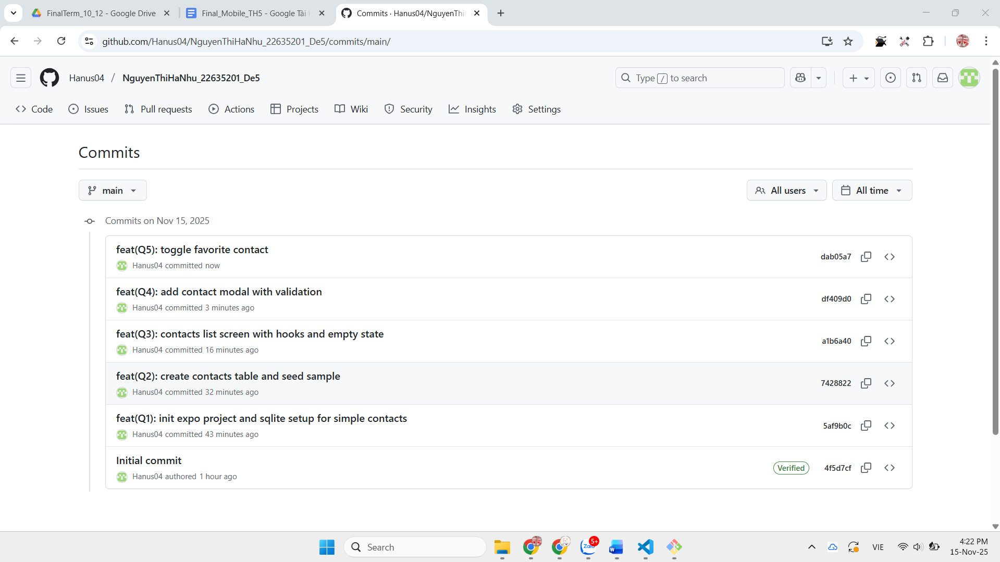 FinalTerm_10_12 - Google Drive
Final_Mobile_TH5 - Google Tài
Commits · Hanus04/NguyenThi
github.com/Hanus04/NguyenThiHaNhu_22635201_De5/commits/main/
Hanus04 / NguyenThiHaNhu_22635201_De5
Type / to search
Code Issues Pull requests Actions Projects Wiki Security Insights Settings
Commits
main
All users
All time
Commits on Nov 15, 2025
feat(Q5): toggle favorite contact
Hanus04 committed now
dab05a7
feat(Q4): add contact modal with validation
Hanus04 committed 3 minutes ago
df409d0
feat(Q3): contacts list screen with hooks and empty state
Hanus04 committed 16 minutes ago
a1b6a40
feat(Q2): create contacts table and seed sample
Hanus04 committed 32 minutes ago
7428822
feat(Q1): init expo project and sqlite setup for simple contacts
Hanus04 committed 43 minutes ago
5af9b0c
Initial commit
Hanus04 authored 1 hour ago
Verified
4f5d7cf
Search
Zalo
5+
VIE
4:22 PM
15-Nov-25